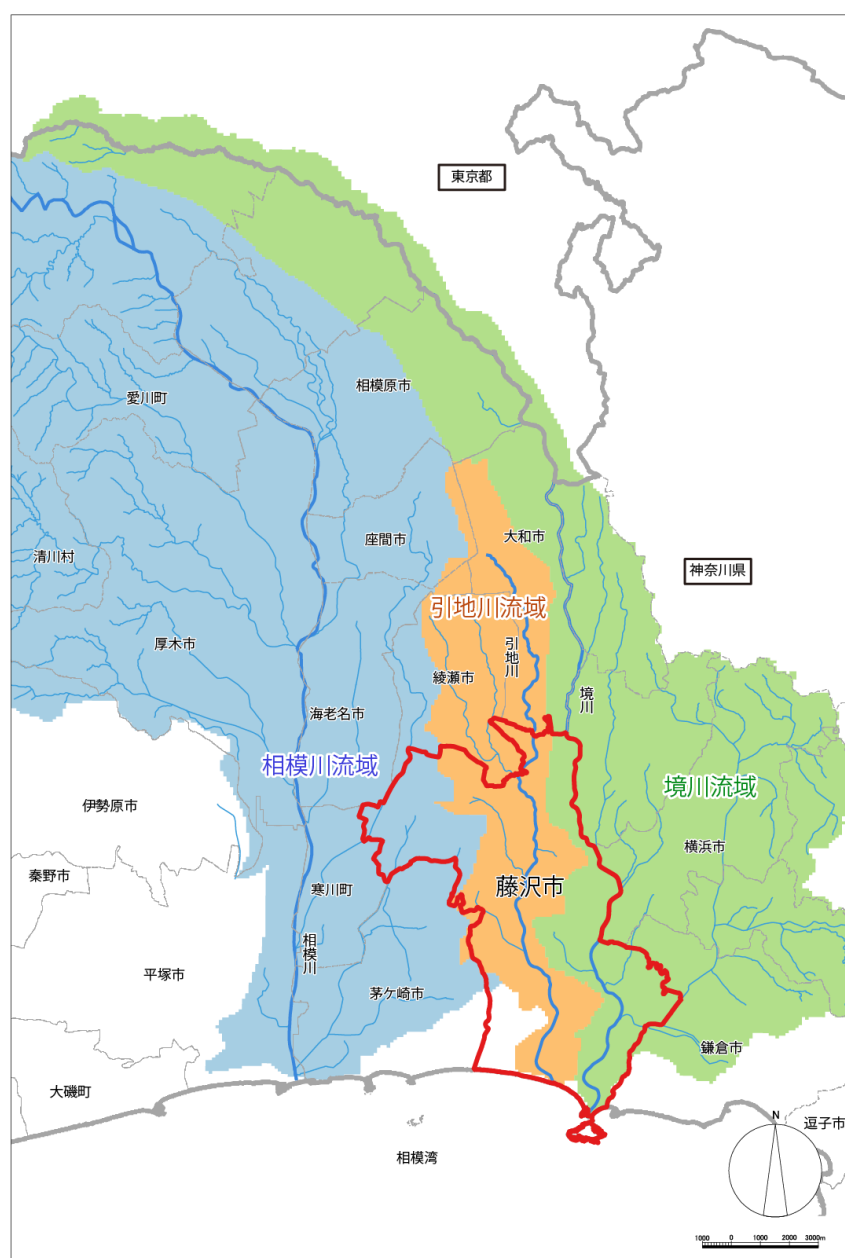 東京都
相模原市
愛川町
大和市
座間市
清川村
神奈川県
引地川流域
厚木市
引地川
綾瀬市
境川
海老名市
相模川流域
境川流域
伊勢原市
横浜市
秦野市
藤沢市
寒川町
相模川
平塚市
茅ケ崎市
鎌倉市
大磯町
N
逗子市
相模湾
1000 0 1000 2000 3000m